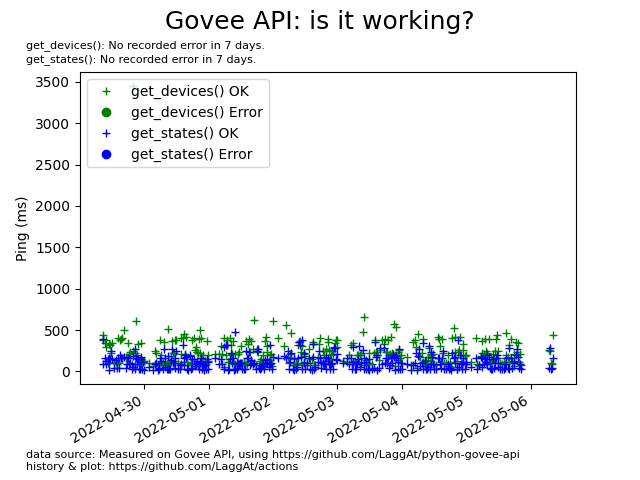 Govee API: is it working?
get_devices(): No recorded error in 7 days.
get_states(): No recorded error in 7 days.
get_devices() OK
get_devices() Error
get_states() OK
get_states() Error
Ping (ms)
3500
3000
2500
2000
1500
1000
500
0
2022-04-30
2022-05-01
2022-05-02
2022-05-03
2022-05-04
2022-05-05
2022-05-06
data source: Measured on Govee API, using https://github.com/LaggAt/python-govee-api
history & plot: https://github.com/LaggAt/actions